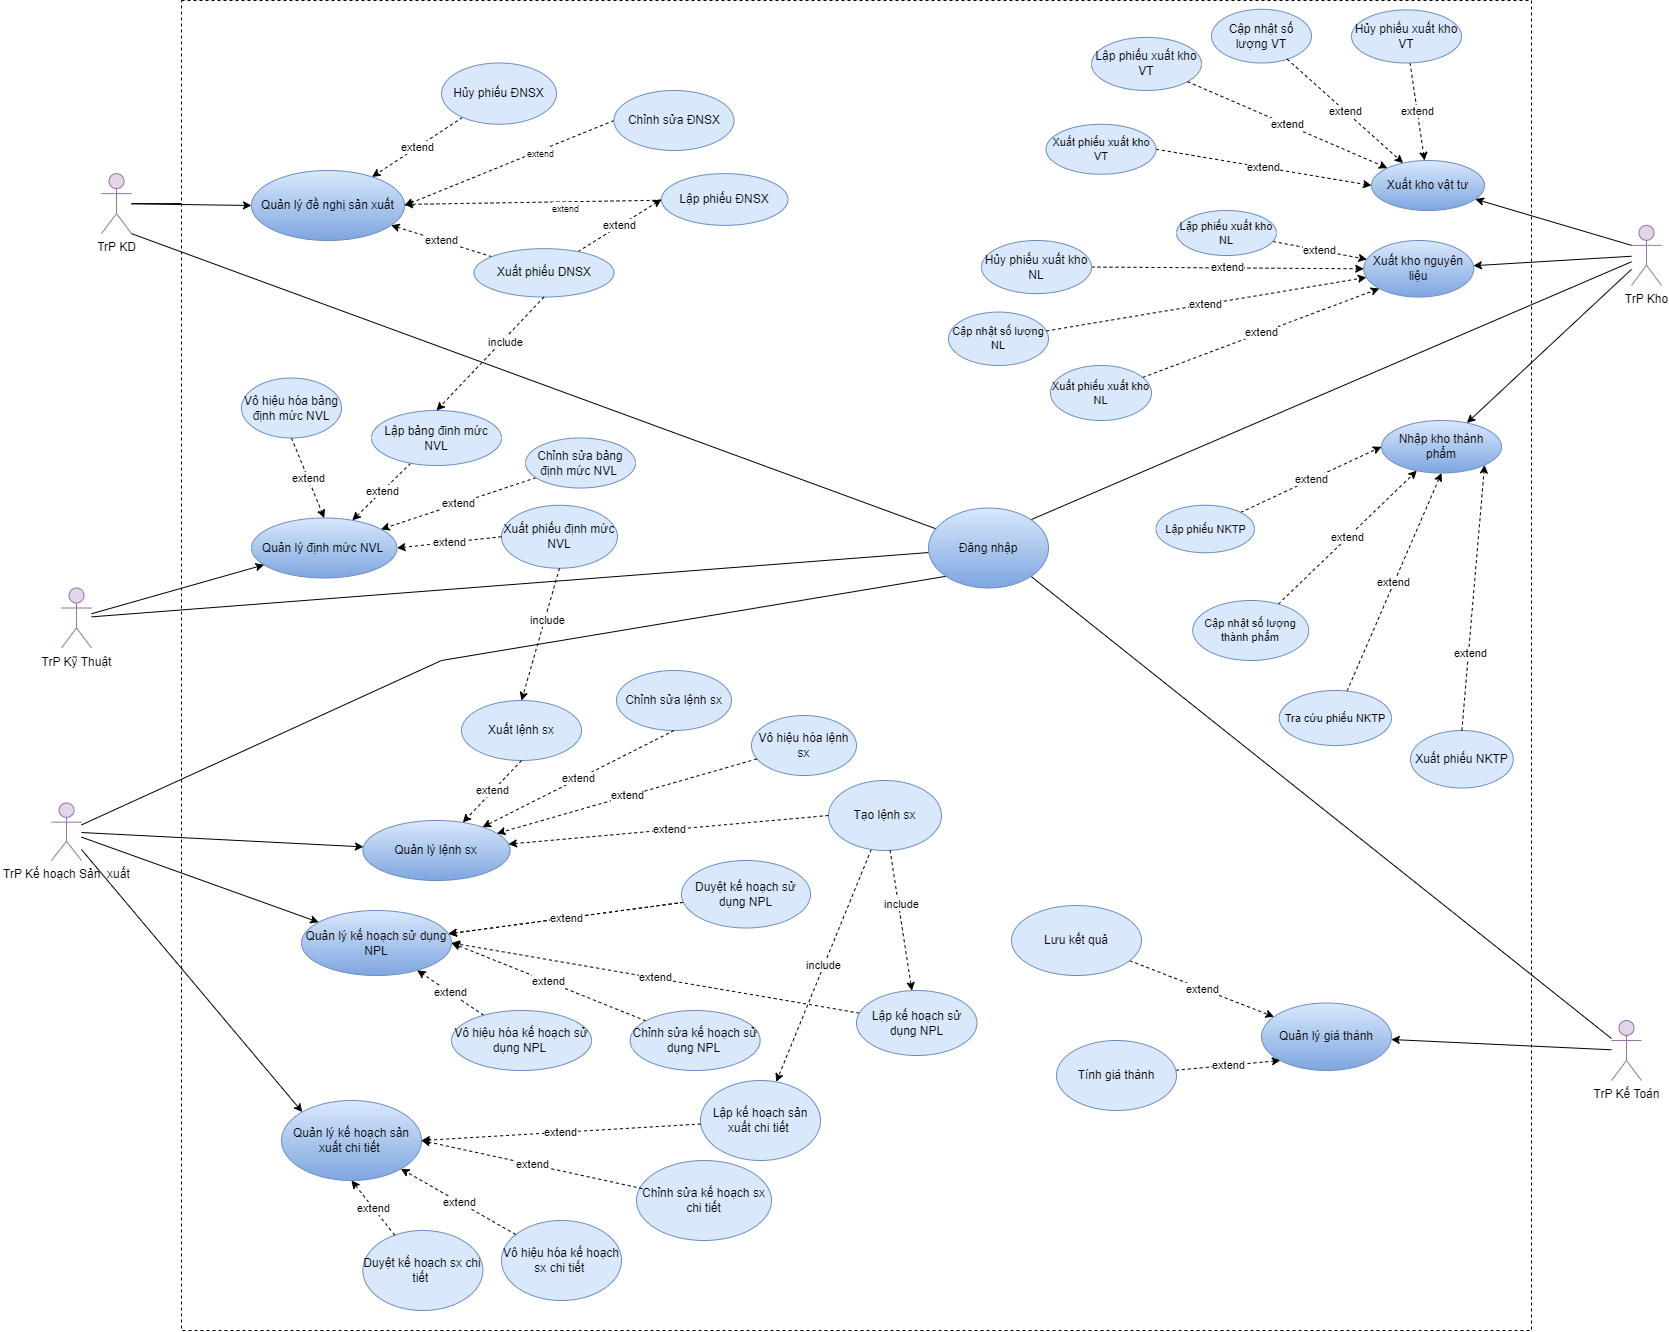 Cập nhật số
lượng VT
Hủy phiếu xuất kho
VT
Lập phiếu xuất kho
VT
Hủy phiếu ĐNSX
Chỉnh sửa ĐNSX
extend
extend
extend
extend
extend
Xuất phiếu xuất kho
VT
extend
Xuất kho vật tư
Quản lý đề nghị sản xuất
extend
Lập phiếu ĐNSX
TrP KD
extend
extend
Xuất phiếu DNSX
Lập phiếu xuất kho
NL
extend
Hủy phiếu xuất kho
NL
extend
Xuất kho nguyên
liệu
TrP Kho
extend
Cập nhật số lượng
NL
extend
include
Xuất phiếu xuất kho
NL
Vô hiệu hóa bảng
định mức NVL
Lập bảng đinh mức
NVL
Chỉnh sửa bảng
định mức NVL
Nhập kho thành
phẩm
extend
extend
extend
extend
Lập phiếu NKTP
Xuất phiếu định mức
NVL
extend
Quản lý định mức NVL
Đăng nhập
extend
extend
TrP Kỹ Thuật
include
Cập nhật số lượng
thành phẩm
extend
Chỉnh sửa lệnh sx
Xuất lệnh sx
Vô hiệu hóa lệnh
sx
Tra cứu phiếu NKTP
Xuất phiếu NKTP
extend
extend
extend
Tạo lệnh sx
extend
Quản lý lệnh sx
TrP Kế hoạch Sản xuất
Duyệt kế hoạch sử
dụng NPL
include
extend
Quản lý kế hoạch sử dụng
NPL
Lưu kết quả
include
extend
extend
extend
extend
Lập kế hoạch sử
dụng NPL
Vô hiệu hóa kế hoạch sử
dụng NPL
Chỉnh sửa kế hoạch sử
dụng NPL
Quản lý giá thành
extend
Tính giá thành
TrP Kế Toán
Lập kế hoạch sản
xuất chi tiết
Quản lý kế hoạch sản
xuất chi tiết
extend
extend
Chỉnh sửa kế hoạch sx
chi tiết
extend
extend
Duyệt kế hoạch sx chi
tiết
Vô hiệu hóa kế hoạch
sx chi tiết